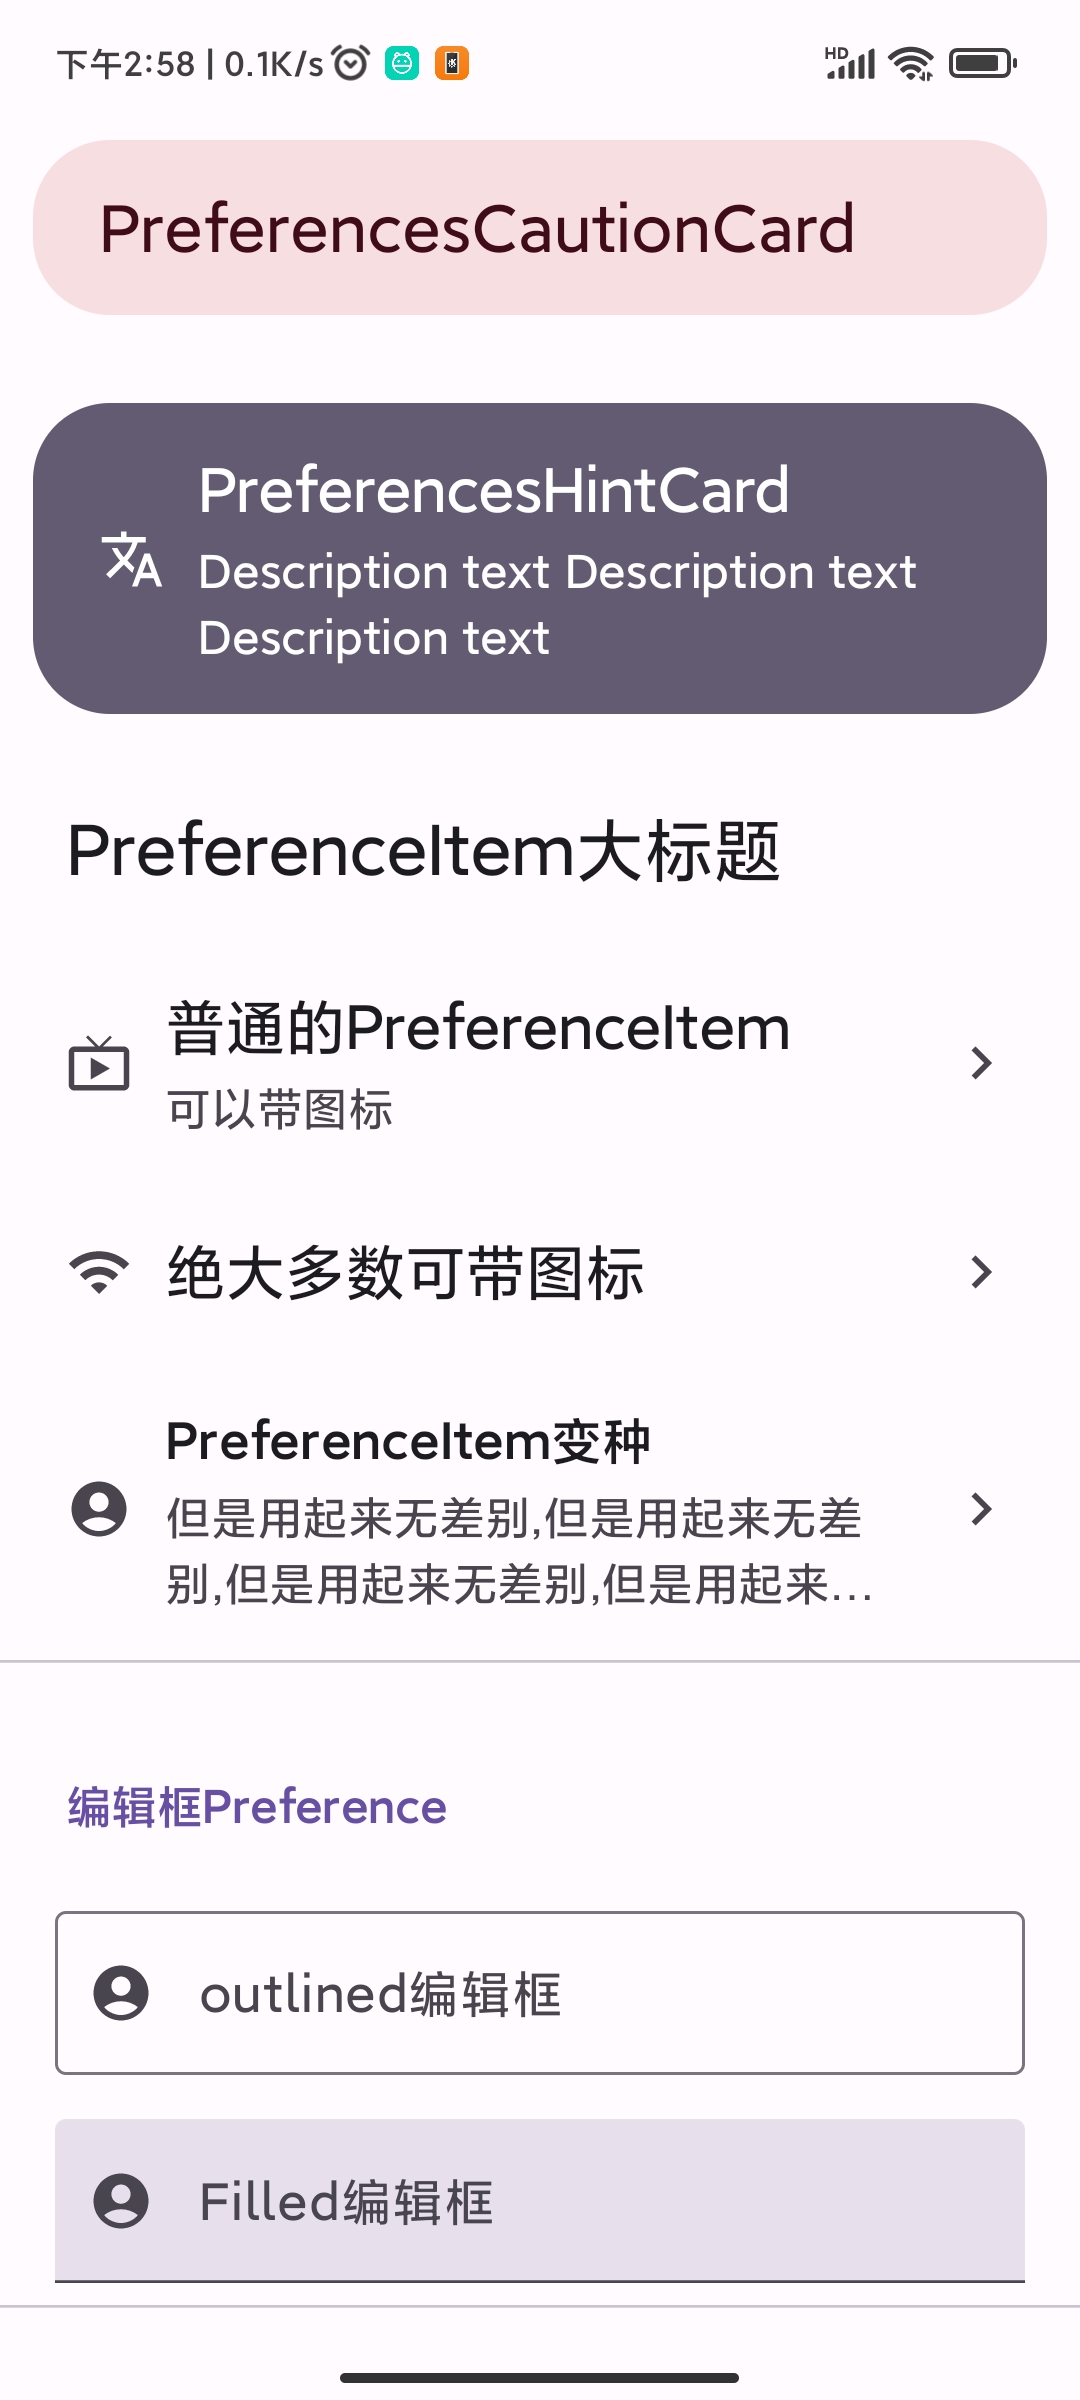 下午2:58 | 0.1K/s
HD
PreferencesCautionCard
PreferencesHintCard
Description text Description text
Description text
PreferenceItem大标题
普通的PreferenceItem
可以带图标
绝大多数可带图标
PreferenceItem变种
但是用起来无差别,但是用起来无差
别,但是用起来无差别,但是用起来...
编辑框Preference
outlined编辑框
Filled编辑框